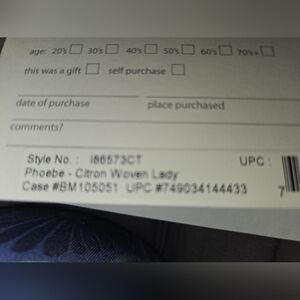 age: 20's 30's 40's 50's 60's 70's+
this was a gift self purchase
date of purchase place purchased
comments?
Style No. : I86573CT UPC :
Phoebe - Citron Woven Lady
Case #BM105051 UPC #749034144433 7